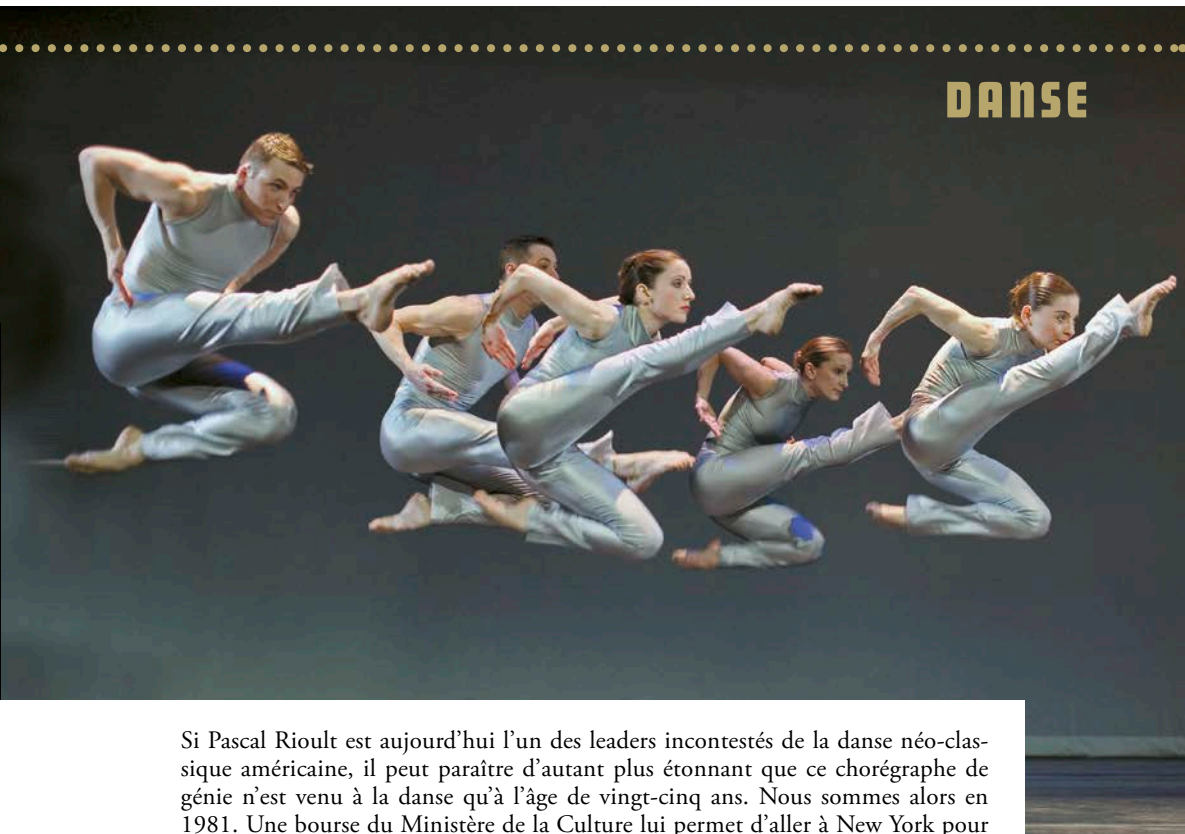 DANSE
Si Pascal Rioult est aujourd'hui l'un des leaders incontestés de la danse néo-clas-
sique américaine, il peut paraître d'autant plus étonnant que ce chorégraphe de
génie n'est venu à la danse qu'à l'âge de vingt-cinq ans. Nous sommes alors en
1981. Une bourse du Ministère de la Culture lui permet d'aller à New York pour